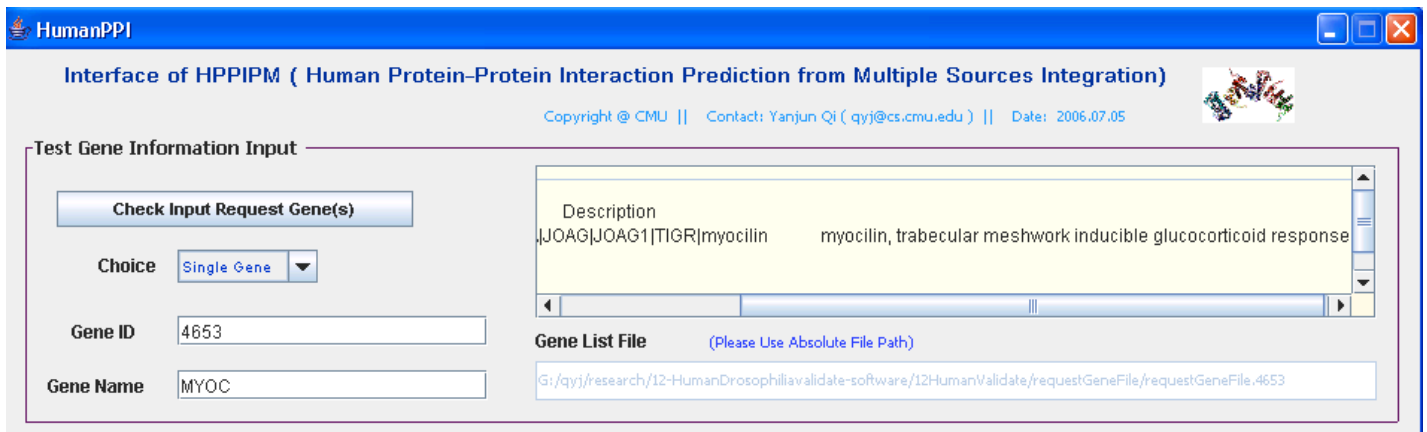 HumanPPI
Interface of HPPIPM ( Human Protein-Protein Interaction Prediction from Multiple Sources Integration)
Copyright @ CMU || Contact: Yanjun Qi ( qyj@cs.cmu.edu ) || Date: 2006.07.05
Test Gene Information Input
Check Input Request Gene(s)
Choice
Single Gene
Gene ID
4653
Gene Name
MYOC
Description
|JOAG|JOAG1|TIGR|myocilin myocilin, trabecular meshwork inducible glucocorticoid response
Gene List File (Please Use Absolute File Path)
G:/qyj/research/12-HumanDrosophiliavalidate-software/12HumanValidate/requestGeneFile/requestGeneFile.4653